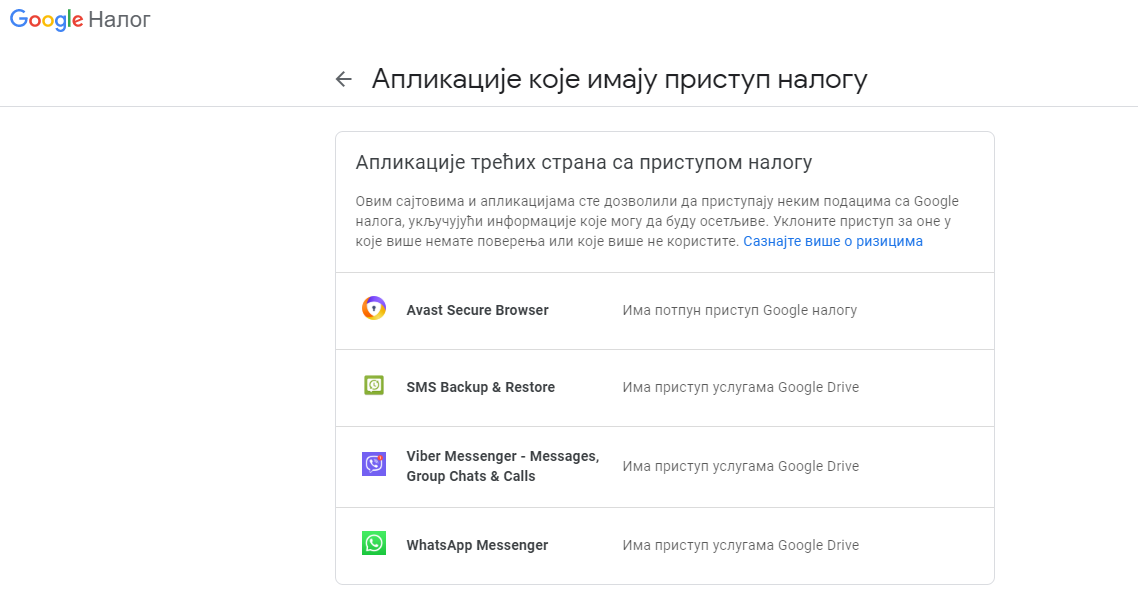 Google Налог
Апликације које имају приступ налогу
Апликације трећих страна са приступом налогу
Овим сајтовима и апликацијама сте дозволили да приступају неким подацима са Google
налога, укључујући информације које могу да буду осетљиве. Уклоните приступ за оне у
које више немате поверења или које више не користите. Сазнајте више о ризицима
Avast Secure Browser Има потпун приступ Google налогу
SMS Backup & Restore Има приступ услугама Google Drive
Viber Messenger - Messages,
Group Chats & Calls Има приступ услугама Google Drive
WhatsApp Messenger Има приступ услугама Google Drive